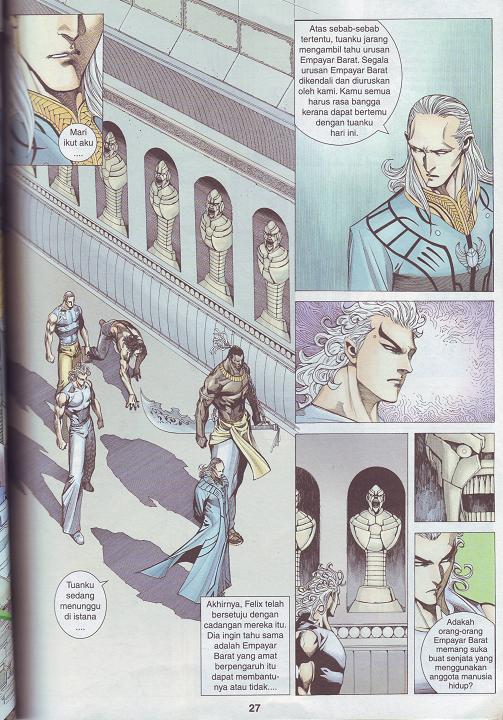 Mari
ikut aku
....
Atas sebab-sebab
tertentu, tuanku jarang
mengambil tahu urusan
Empayar Barat. Segala
urusan Empayar Barat
dikendali dan diuruskan
oleh kami. Kamu semua
harus rasa bangga
kerana dapat bertemu
dengan tuanku
hari ini.
Tuanku
sedang
menunggu
di istana
....
Akhirnya, Felix telah
bersetuju dengan
cadangan mereka itu.
Dia ingin tahu sama
adalah Empayar
Barat yang amat
berpengaruh itu
dapat membantu-
nya atau tidak....
Adakah
orang-orang
Empayar Barat
memang suka
buat senjata yang
menggunakan
anggota manusia
hidup?
27